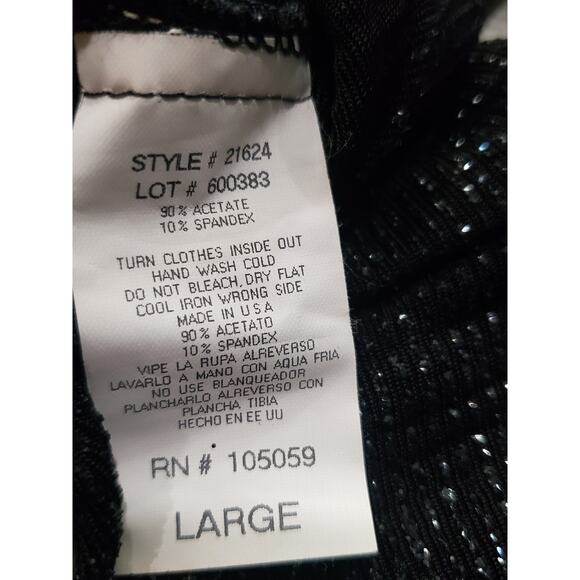 STYLE # 21624
LOT # 600383
90% ACETATE
10% SPANDEX
TURN CLOTHES INSIDE OUT
HAND WASH COLD
DO NOT BLEACH, DRY FLAT
COOL IRON WRONG SIDE
MADE IN U S A
90% ACETATO
10% SPANDEX
VIPE LA RUPA ALREVERSO
LAVARLO A MANO CON AQUA FRIA
NO USE BLANQUEADOR
PLANCHARLO ALREVERSO CON
PLANCHA TIBIA
HECHO EN EE UU
RN # 105059
LARGE